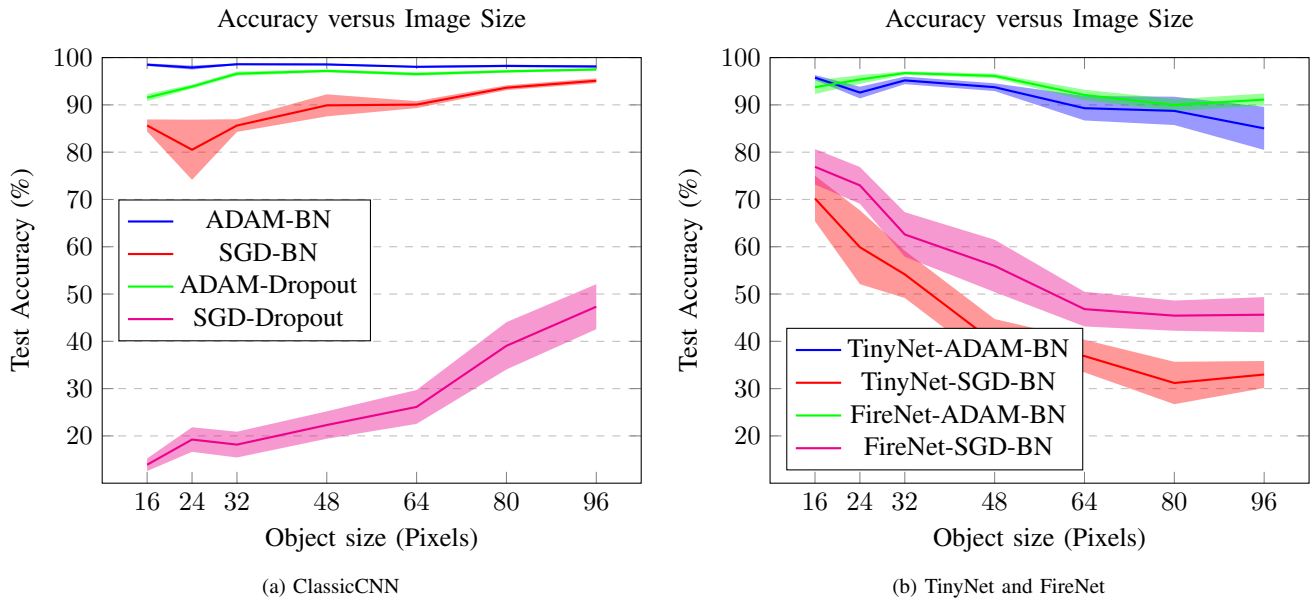 Accuracy versus Image Size
100
90
80
70
60
50
40
30
20
Test Accuracy (%)
ADAM-BN
SGD-BN
ADAM-Dropout
SGD-Dropout
16 24 32 48 64 80 96
Object size (Pixels)
(a) ClassicCNN
Accuracy versus Image Size
100
90
80
70
60
50
40
30
20
Test Accuracy (%)
TinyNet-ADAM-BN
TinyNet-SGD-BN
FireNet-ADAM-BN
FireNet-SGD-BN
16 24 32 48 64 80 96
Object size (Pixels)
(b) TinyNet and FireNet